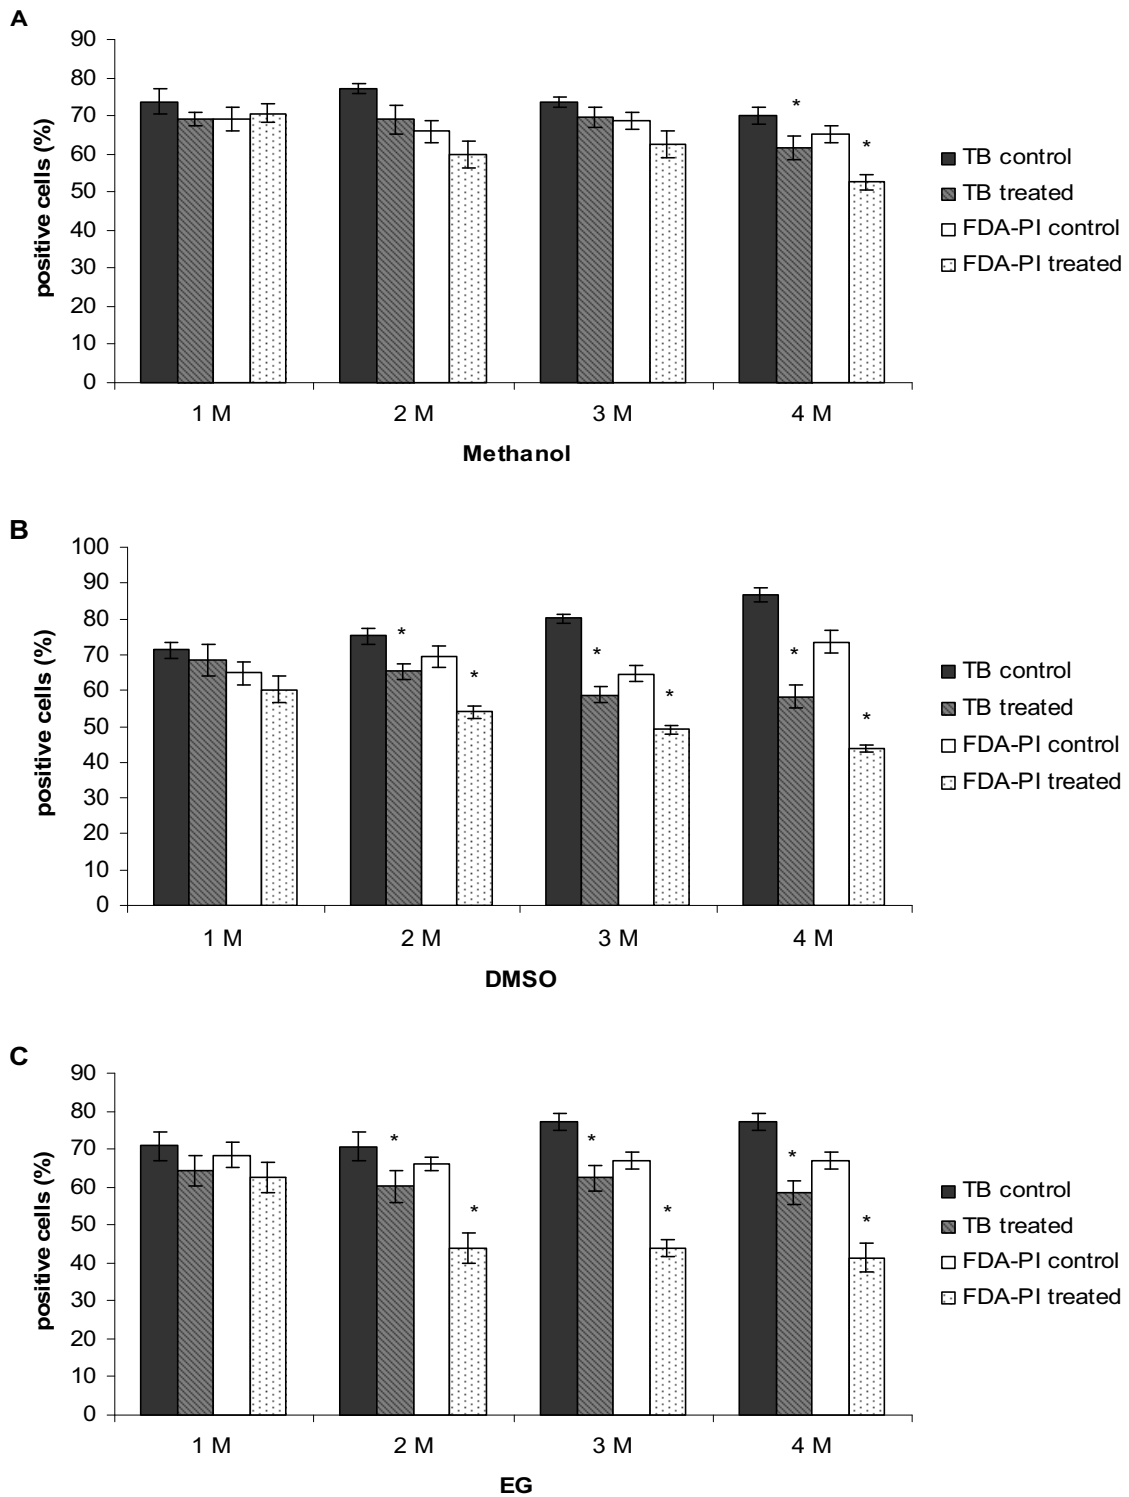 A
positive cells (%)
90
80
70
60
50
40
30
20
10
0
* *
1 M 2 M 3 M 4 M
Methanol
TB control
TB treated
FDA-PI control
FDA-PI treated
B
positive cells (%)
100
90
80
70
60
50
40
30
20
10
0
* * * * * *
1 M 2 M 3 M 4 M
DMSO
TB control
TB treated
FDA-PI control
FDA-PI treated
C
positive cells (%)
90
80
70
60
50
40
30
20
10
0
* * * * * *
1 M 2 M 3 M 4 M
EG
TB control
TB treated
FDA-PI control
FDA-PI treated